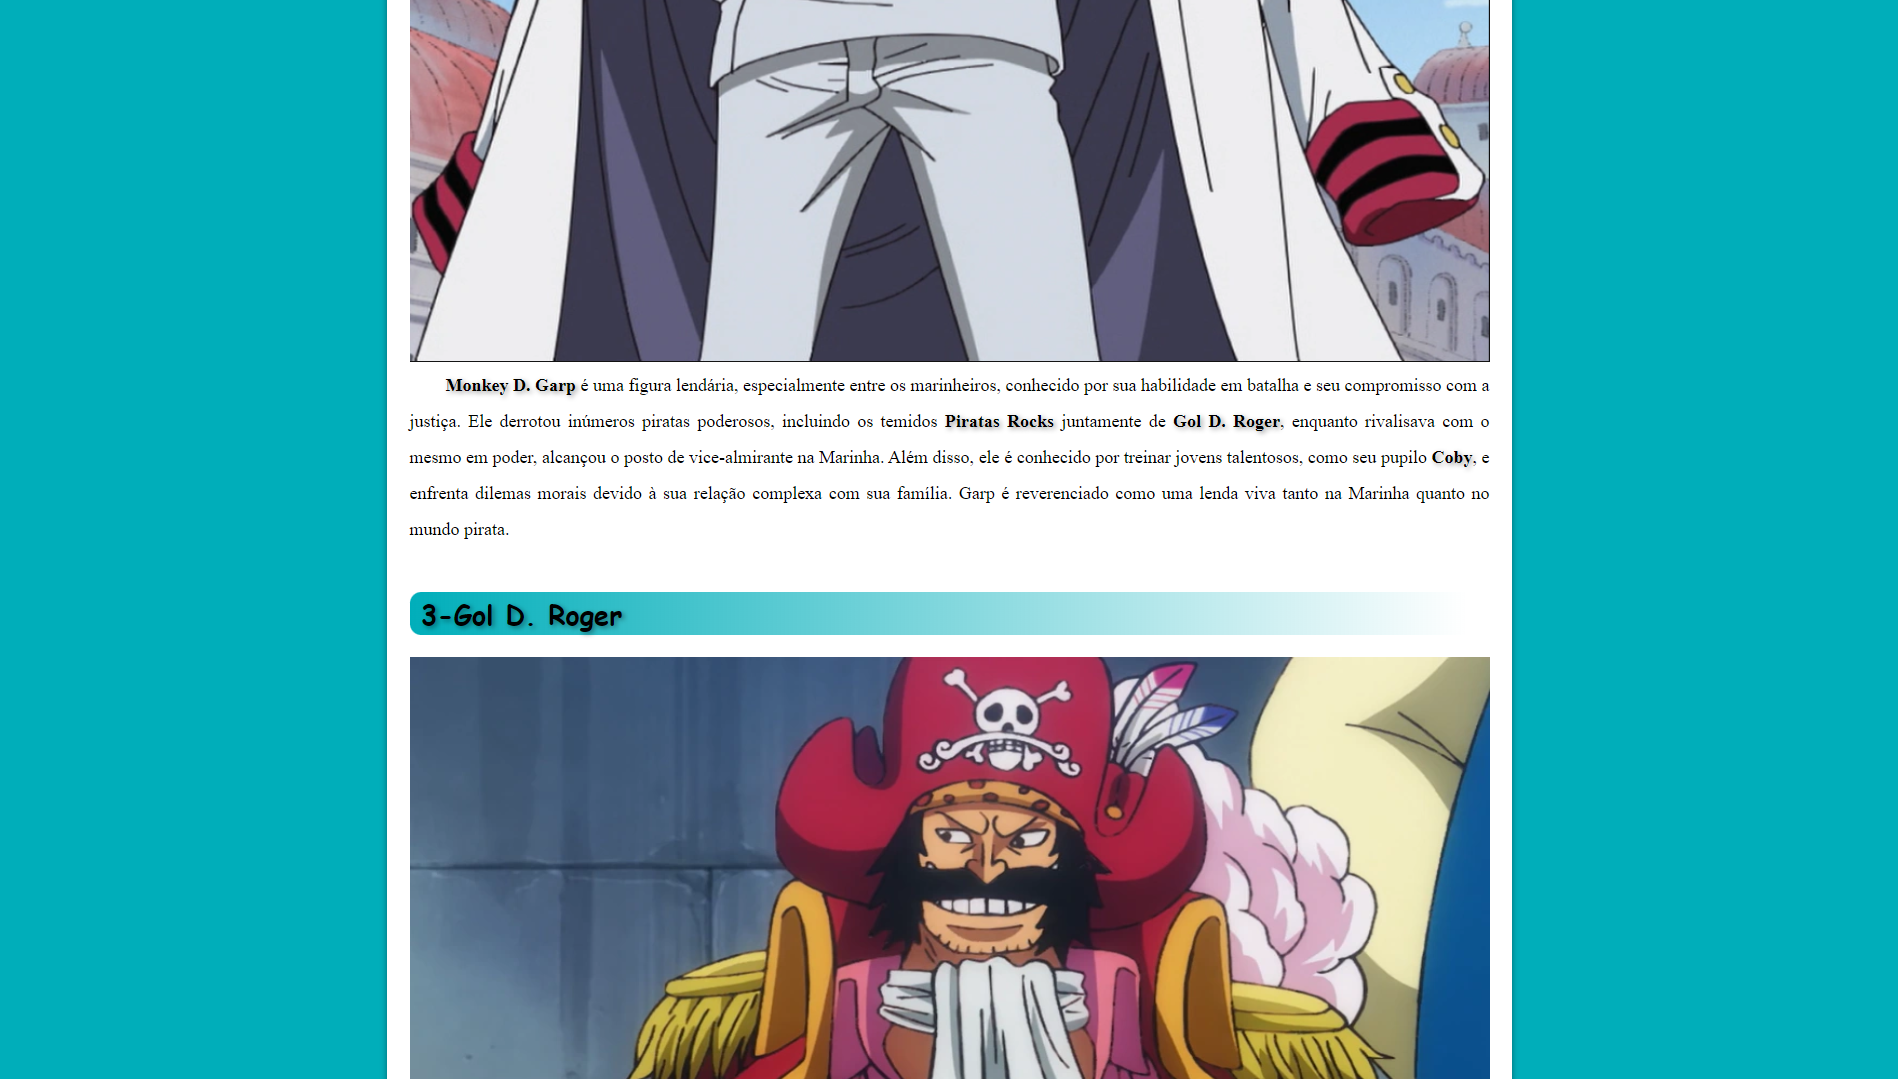 Monkey D. Garp é uma figura lendária, especialmente entre os marinheiros, conhecido por sua habilidade em batalha e seu compromisso com a
justiça. Ele derrotou inúmeros piratas poderosos, incluindo os temidos Piratas Rocks juntamente de Gol D. Roger, enquanto rivalisava com o
mesmo em poder, alcançou o posto de vice-almirante na Marinha. Além disso, ele é conhecido por treinar jovens talentosos, como seu pupilo Coby, e
enfrenta dilemas morais devido à sua relação complexa com sua família. Garp é reverenciado como uma lenda viva tanto na Marinha quanto no
mundo pirata.
3-Gol D. Roger